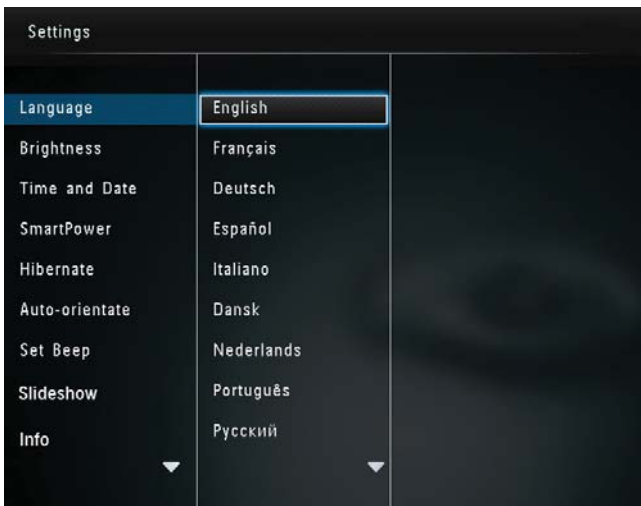 Settings
Language
Brightness
Time and Date
SmartPower
Hibernate
Auto-orientate
Set Beep
Slideshow
Info
English
Français
Deutsch
Español
Italiano
Dansk
Nederlands
Português
Русский